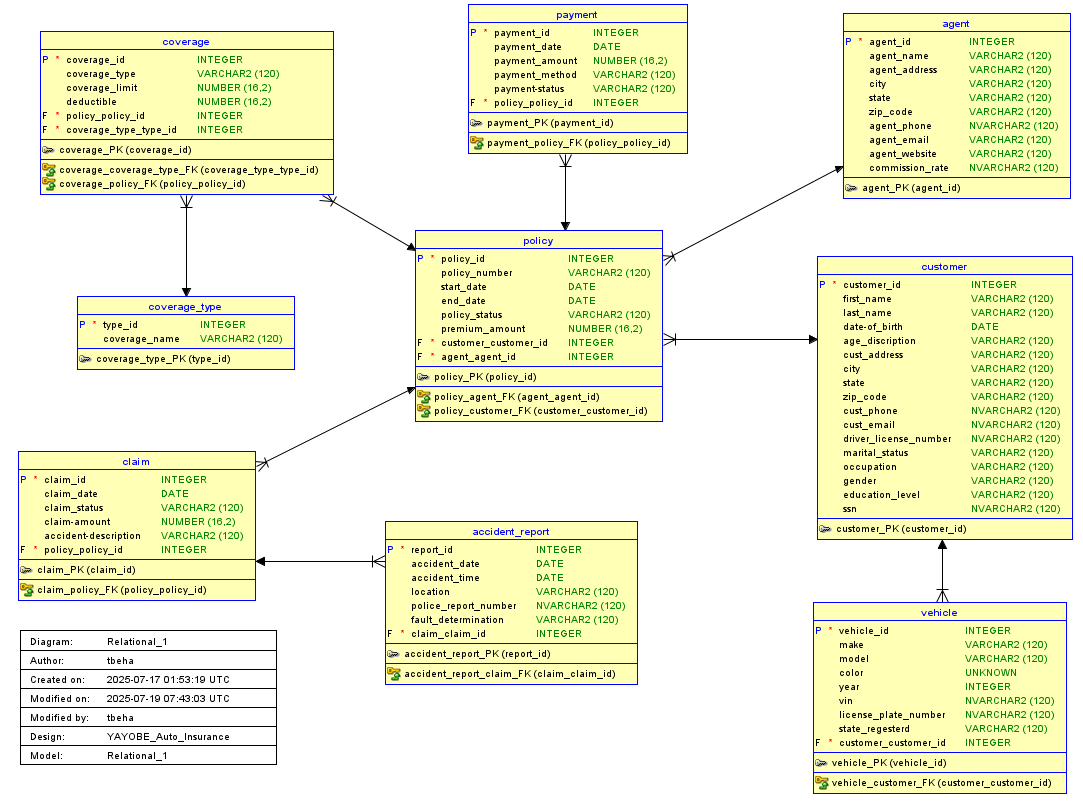 coverage
P * coverage_id INTEGER
coverage_type VARCHAR2 (120)
coverage_limit NUMBER (16,2)
deductible NUMBER (16,2)
F * policy_policy_id INTEGER
F * coverage_type_type_id INTEGER
coverage_PK (coverage_id)
coverage_coverage_type_FK (coverage_type_type_id)
coverage_policy_FK (policy_policy_id)
payment
P * payment_id INTEGER
payment_date DATE
payment_amount NUMBER (16,2)
payment_method VARCHAR2 (120)
payment-status VARCHAR2 (120)
F * policy_policy_id INTEGER
payment_PK (payment_id)
payment_policy_FK (policy_policy_id)
agent
P * agent_id INTEGER
agent_name VARCHAR2 (120)
agent_address VARCHAR2 (120)
city VARCHAR2 (120)
state VARCHAR2 (120)
zip_code VARCHAR2 (120)
agent_phone NVARCHAR2 (120)
agent_email VARCHAR2 (120)
agent_website VARCHAR2 (120)
commission_rate NVARCHAR2 (120)
agent_PK (agent_id)
coverage_type
P * type_id INTEGER
coverage_name VARCHAR2 (120)
coverage_type_PK (type_id)
policy
P * policy_id INTEGER
policy_number VARCHAR2 (120)
start_date DATE
end_date DATE
policy_status VARCHAR2 (120)
premium_amount NUMBER (16,2)
F * customer_customer_id INTEGER
F * agent_agent_id INTEGER
policy_PK (policy_id)
policy_agent_FK (agent_agent_id)
policy_customer_FK (customer_customer_id)
customer
P * customer_id INTEGER
first_name VARCHAR2 (120)
last_name VARCHAR2 (120)
date-of_birth DATE
age_discription VARCHAR2 (120)
cust_address VARCHAR2 (120)
city VARCHAR2 (120)
state VARCHAR2 (120)
zip_code VARCHAR2 (120)
cust_phone NVARCHAR2 (120)
cust_email NVARCHAR2 (120)
driver_license_number NVARCHAR2 (120)
marital_status VARCHAR2 (120)
occupation VARCHAR2 (120)
gender VARCHAR2 (120)
education_level VARCHAR2 (120)
ssn NVARCHAR2 (120)
customer_PK (customer_id)
claim
P * claim_id INTEGER
claim_date DATE
claim_status VARCHAR2 (120)
claim-amount NUMBER (16,2)
accident-description VARCHAR2 (120)
F * policy_policy_id INTEGER
claim_PK (claim_id)
claim_policy_FK (policy_policy_id)
accident_report
P * report_id INTEGER
accident_date DATE
accident_time DATE
location VARCHAR2 (120)
police_report_number NVARCHAR2 (120)
fault_determination VARCHAR2 (120)
F * claim_claim_id INTEGER
accident_report_PK (report_id)
accident_report_claim_FK (claim_claim_id)
vehicle
P * vehicle_id INTEGER
make VARCHAR2 (120)
model VARCHAR2 (120)
color UNKNOWN
year INTEGER
vin NVARCHAR2 (120)
license_plate_number NVARCHAR2 (120)
state_regesterd VARCHAR2 (120)
F * customer_customer_id INTEGER
vehicle_PK (vehicle_id)
vehicle_customer_FK (customer_customer_id)
Diagram: Relational_1
Author: tbeha
Created on: 2025-07-17 01:53:19 UTC
Modified on: 2025-07-19 07:43:03 UTC
Modified by: tbeha
Design: YAYOBE_Auto_Insurance
Model: Relational_1